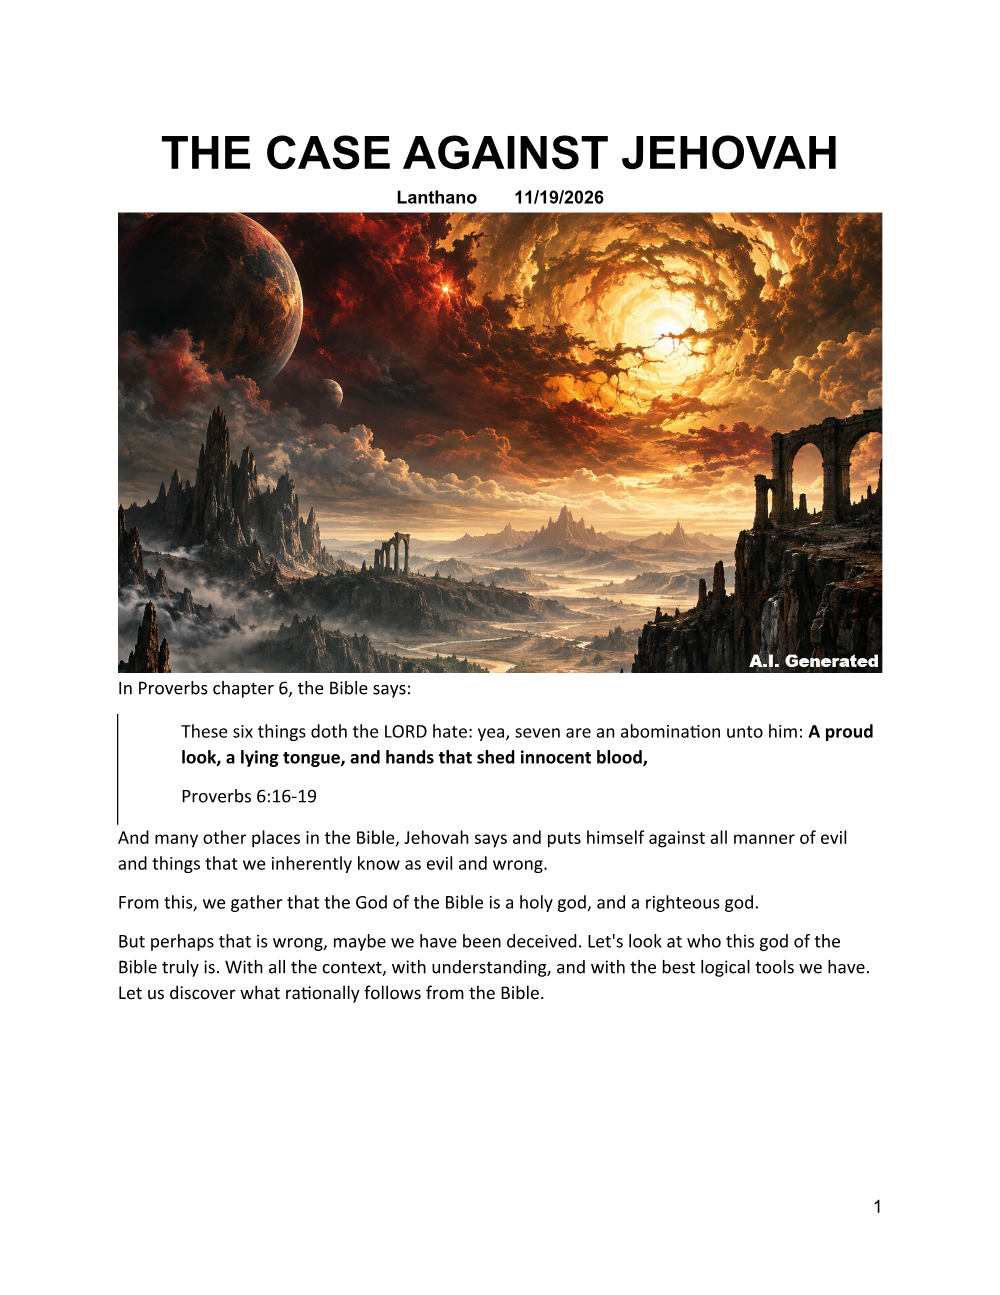 THE CASE AGAINST JEHOVAH
Lanthano 11/19/2026
A.I. Generated
In Proverbs chapter 6, the Bible says:
These six things doth the LORD hate: yea, seven are an abomination unto him: A proud
look, a lying tongue, and hands that shed innocent blood,
Proverbs 6:16-19
And many other places in the Bible, Jehovah says and puts himself against all manner of evil
and things that we inherently know as evil and wrong.
From this, we gather that the God of the Bible is a holy god, and a righteous god.
But perhaps that is wrong, maybe we have been deceived. Let's look at who this god of the
Bible truly is. With all the context, with understanding, and with the best logical tools we have.
Let us discover what rationally follows from the Bible.
1